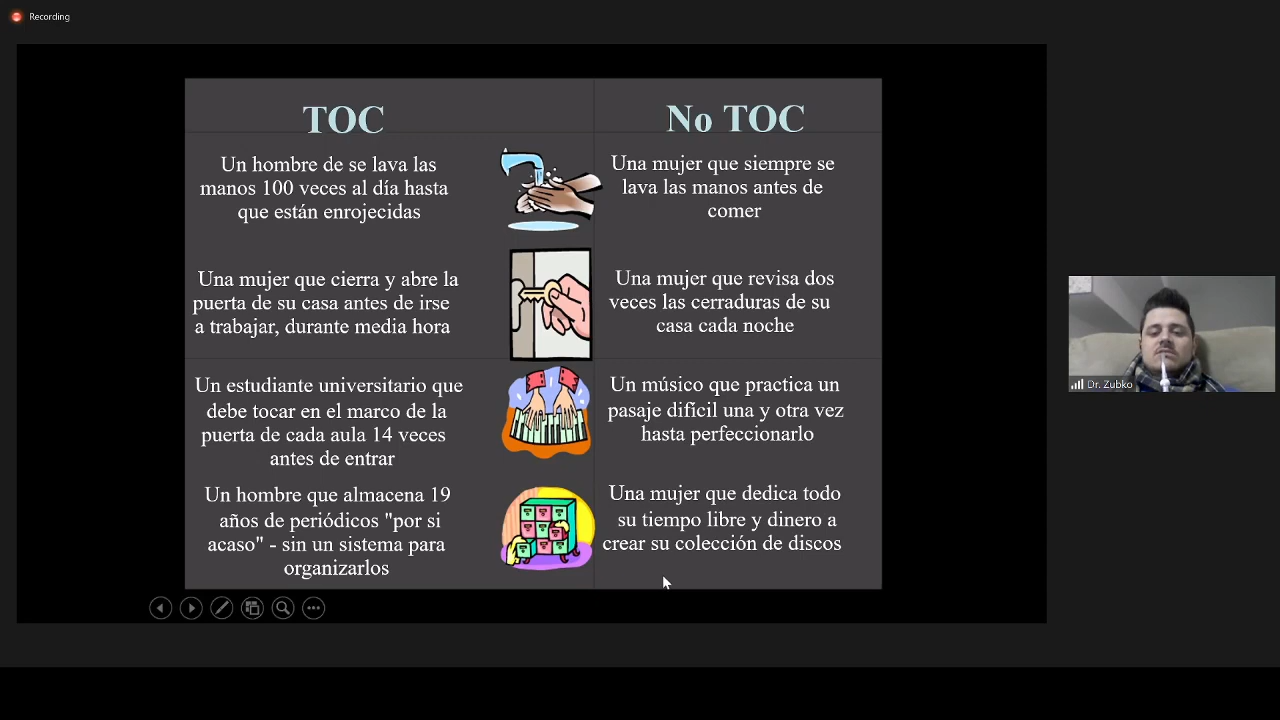 Recording
TOC
No TOC
Un hombre de se lava las
manos 100 veces al día hasta
que están enrojecidas
Una mujer que siempre se
lava las manos antes de
comer
Una mujer que cierra y abre la
puerta de su casa antes de irse
a trabajar, durante media hora
Una mujer que revisa dos
veces las cerraduras de su
casa cada noche
Un estudiante universitario que
debe tocar en el marco de la
puerta de cada aula 14 veces
antes de entrar
Un músico que practica un
pasaje difícil una y otra vez
hasta perfeccionarlo
Un hombre que almacena 19
años de periódicos "por si
acaso" - sin un sistema para
organizarlos
Una mujer que dedica todo
su tiempo libre y dinero a
crear su colección de discos
Dr. Zubko